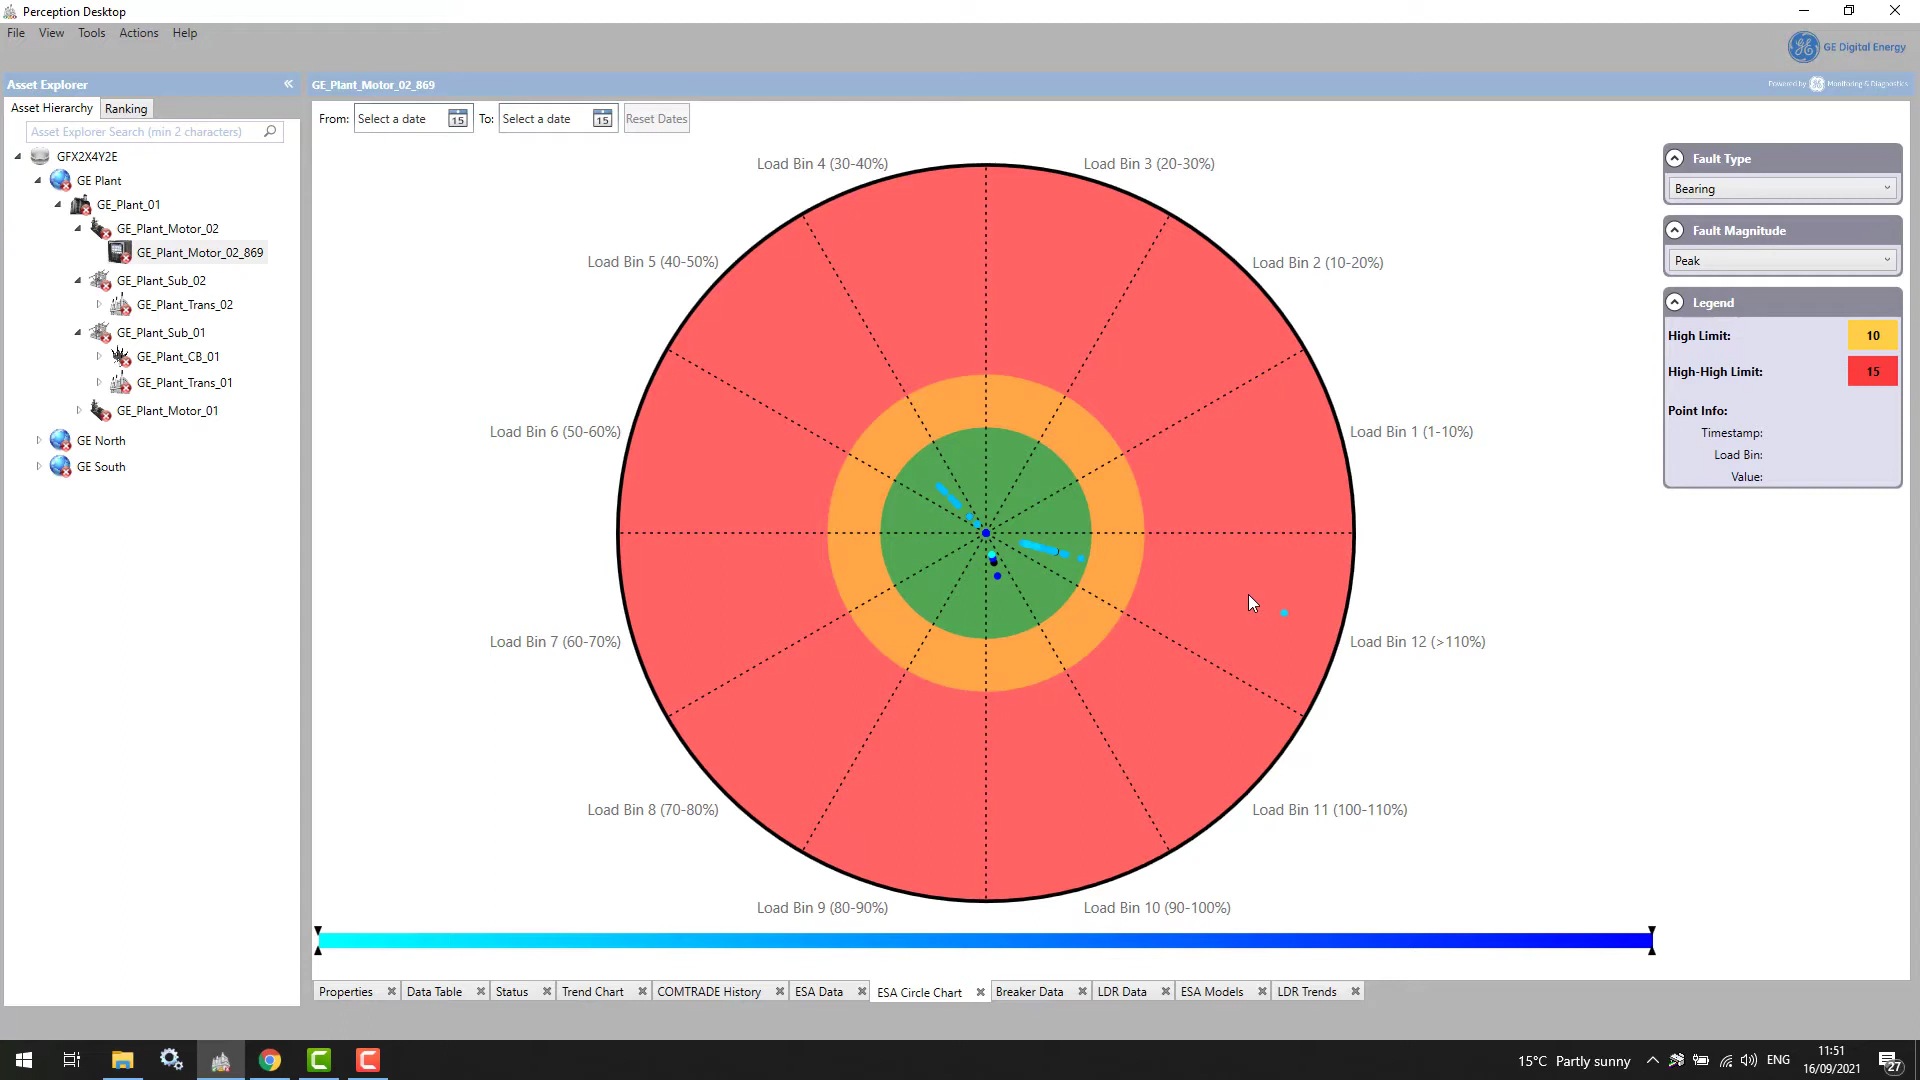 Perception Desktop
File View Tools Actions Help
GE Digital Energy
Asset Explorer
GE_Plant_Motor_02_869
Powered by Monitoring & Diagnostics
Asset Hierarchy Ranking
Asset Explorer Search (min 2 characters)
From: Select a date 15 To: Select a date 15 Reset Dates
GFX2X4Y2E
GE Plant
GE_Plant_01
GE_Plant_Motor_02
GE_Plant_Motor_02_869
GE_Plant_Sub_02
GE_Plant_Trans_02
GE_Plant_Sub_01
GE_Plant_CB_01
GE_Plant_Trans_01
GE_Plant_Motor_01
GE North
GE South
Load Bin 4 (30-40%) Load Bin 3 (20-30%)
Load Bin 5 (40-50%) Load Bin 2 (10-20%)
Load Bin 6 (50-60%) Load Bin 1 (1-10%)
Load Bin 7 (60-70%) Load Bin 12 (>110%)
Load Bin 8 (70-80%) Load Bin 11 (100-110%)
Load Bin 9 (80-90%) Load Bin 10 (90-100%)
Fault Type
Bearing
Fault Magnitude
Peak
Legend
High Limit: 10
High-High Limit: 15
Point Info:
Timestamp:
Load Bin:
Value:
Properties Data Table Status Trend Chart COMTRADE History ESA Data ESA Circle Chart Breaker Data LDR Data ESA Models LDR Trends
15°C Partly sunny ENG
11:51
16/09/2021
27